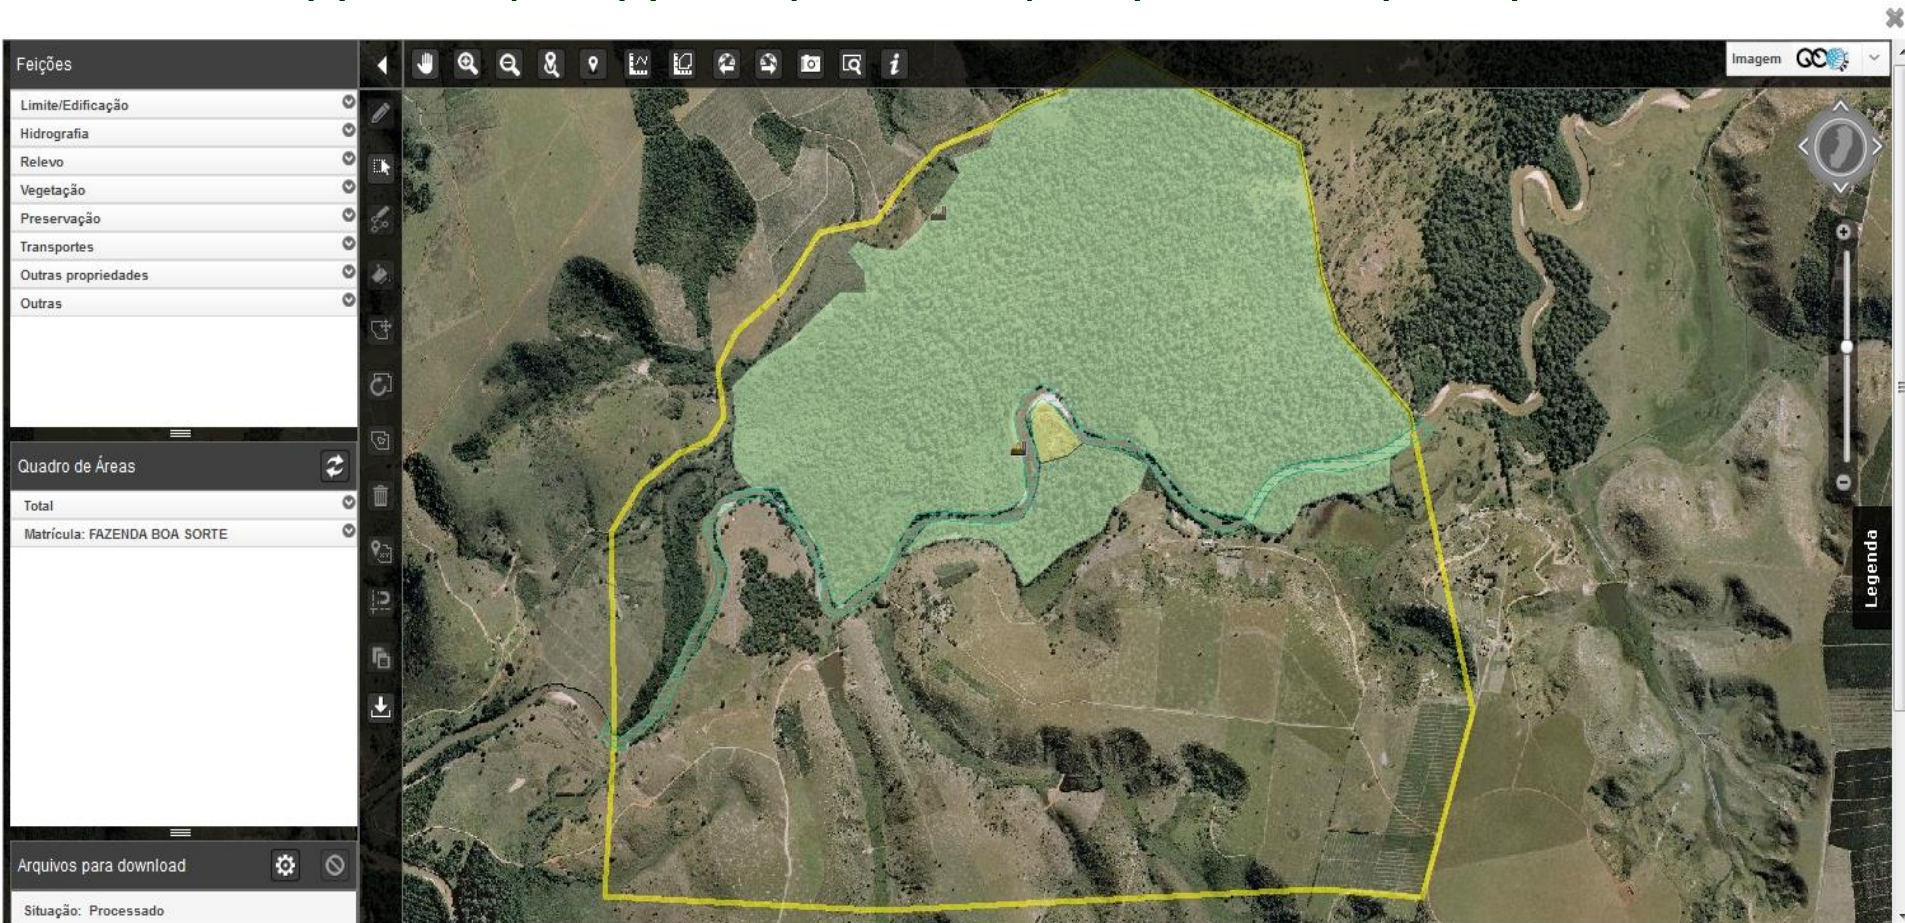 Feições
Limite/Edificação
Hidrografia
Relevo
Vegetação
Preservação
Transportes
Outras propriedades
Outras
Quadro de Áreas
Total
Matrícula: FAZENDA BOA SORTE
Arquivos para download
Situação: Processado
Imagem
Legenda